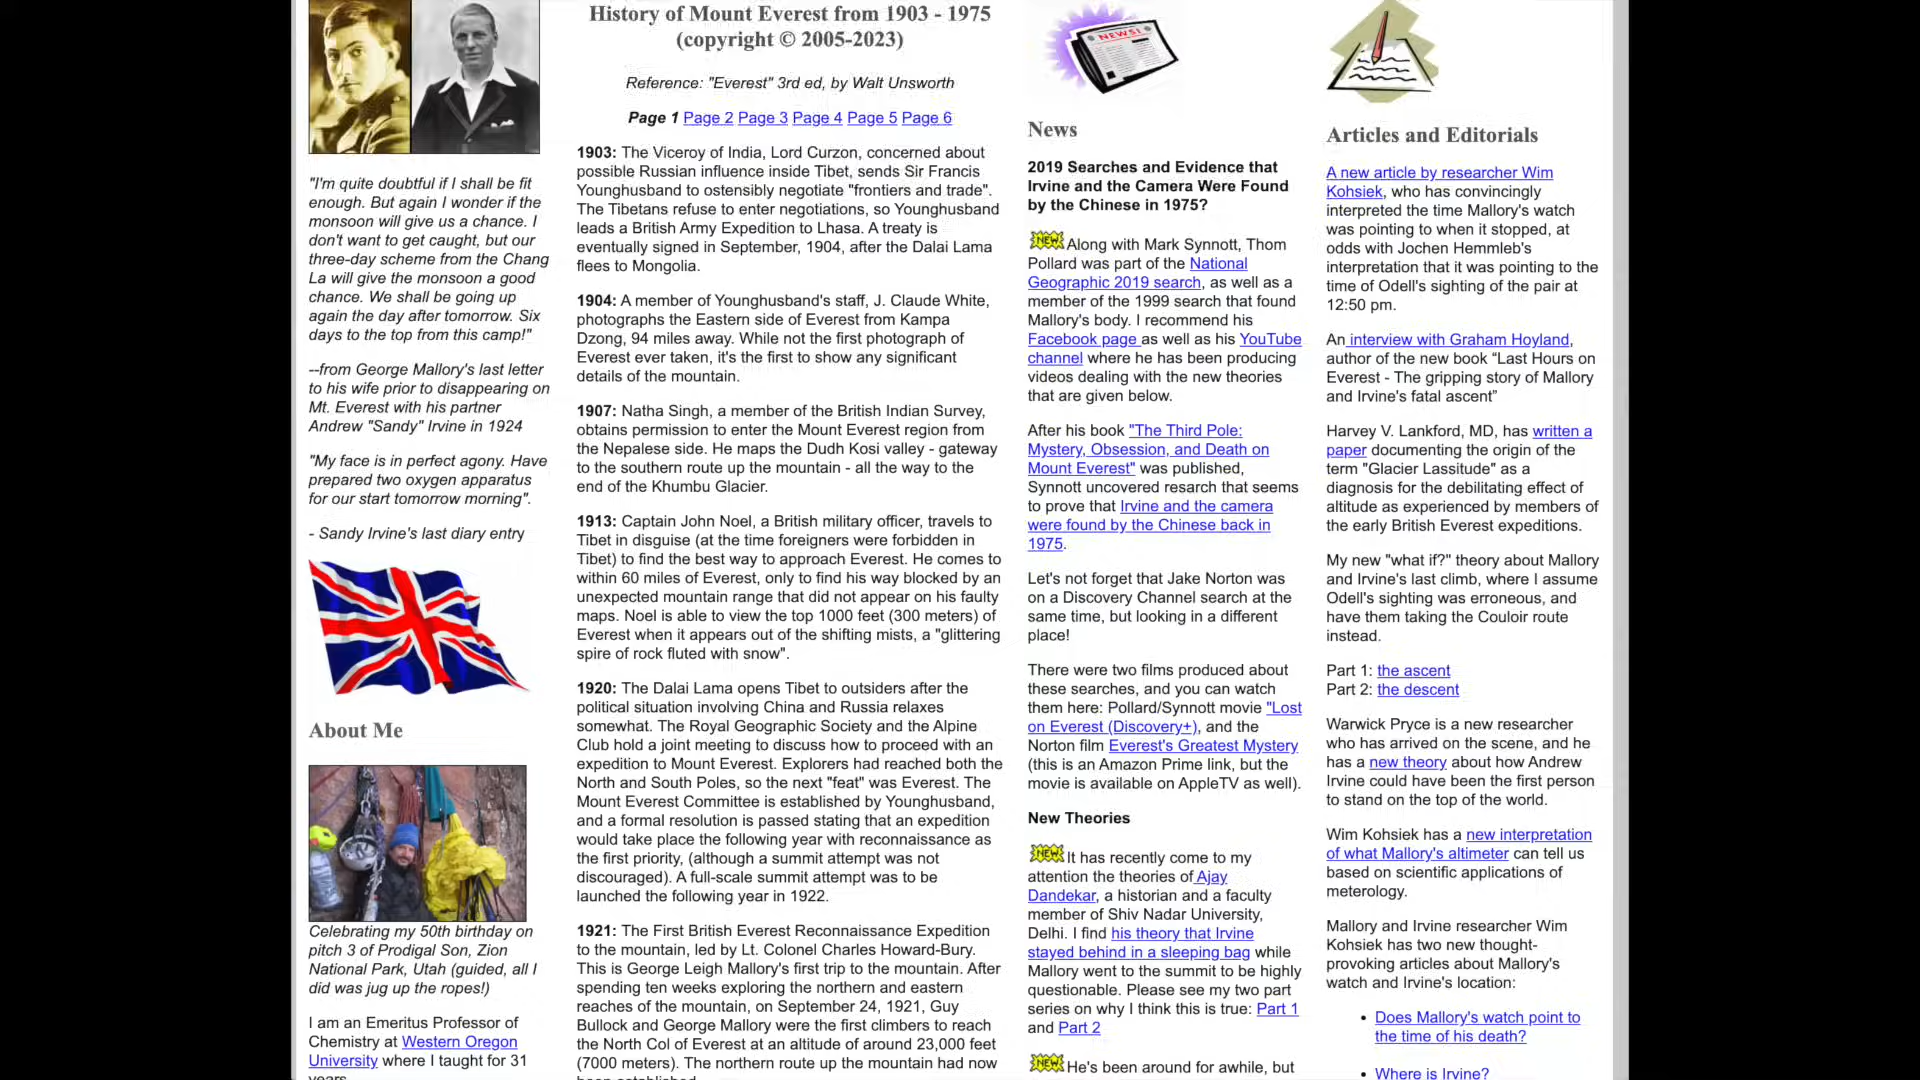 "I'm quite doubtful if I shall be fit
enough. But again I wonder if the
monsoon will give us a chance. I
don't want to get caught, but our
three-day scheme from the Chang
La will give the monsoon a good
chance. We shall be going up
again the day after tomorrow. Six
days to the top from this camp!"
--from George Mallory's last letter
to his wife prior to disappearing on
Mt. Everest with his partner
Andrew "Sandy" Irvine in 1924
"My face is in perfect agony. Have
prepared two oxygen apparatus
for our start tomorrow morning".
- Sandy Irvine's last diary entry
About Me
Celebrating my 50th birthday on
pitch 3 of Prodigal Son, Zion
National Park, Utah (guided, all I
did was jug up the ropes!)
I am an Emeritus Professor of
Chemistry at Western Oregon
University where I taught for 31
years
History of Mount Everest from 1903 - 1975
(copyright © 2005-2023)
Reference: "Everest" 3rd ed, by Walt Unsworth
Page 1 Page 2 Page 3 Page 4 Page 5 Page 6
1903: The Viceroy of India, Lord Curzon, concerned about
possible Russian influence inside Tibet, sends Sir Francis
Younghusband to ostensibly negotiate "frontiers and trade".
The Tibetans refuse to enter negotiations, so Younghusband
leads a British Army Expedition to Lhasa. A treaty is
eventually signed in September, 1904, after the Dalai Lama
flees to Mongolia.
1904: A member of Younghusband's staff, J. Claude White,
photographs the Eastern side of Everest from Kampa
Dzong, 94 miles away. While not the first photograph of
Everest ever taken, it's the first to show any significant
details of the mountain.
1907: Natha Singh, a member of the British Indian Survey,
obtains permission to enter the Mount Everest region from
the Nepalese side. He maps the Dudh Kosi valley - gateway
to the southern route up the mountain - all the way to the
end of the Khumbu Glacier.
1913: Captain John Noel, a British military officer, travels to
Tibet in disguise (at the time foreigners were forbidden in
Tibet) to find the best way to approach Everest. He comes to
within 60 miles of Everest, only to find his way blocked by an
unexpected mountain range that did not appear on his faulty
maps. Noel is able to view the top 1000 feet (300 meters) of
Everest when it appears out of the shifting mists, a "glittering
spire of rock fluted with snow".
1920: The Dalai Lama opens Tibet to outsiders after the
political situation involving China and Russia relaxes
somewhat. The Royal Geographic Society and the Alpine
Club hold a joint meeting to discuss how to proceed with an
expedition to Mount Everest. Explorers had reached both the
North and South Poles, so the next "feat" was Everest. The
Mount Everest Committee is established by Younghusband,
and a formal resolution is passed stating that an expedition
would take place the following year with reconnaissance as
the first priority, (although a summit attempt was not
discouraged). A full-scale summit attempt was to be
launched the following year in 1922.
1921: The First British Everest Reconnaissance Expedition
to the mountain, led by Lt. Colonel Charles Howard-Bury.
This is George Leigh Mallory's first trip to the mountain. After
spending ten weeks exploring the northern and eastern
reaches of the mountain, on September 24, 1921, Guy
Bullock and George Mallory were the first climbers to reach
the North Col of Everest at an altitude of around 23,000 feet
(7000 meters). The northern route up the mountain had now
been established.
NEWS!
News
2019 Searches and Evidence that
Irvine and the Camera Were Found
by the Chinese in 1975?
NEW Along with Mark Synnott, Thom
Pollard was part of the National
Geographic 2019 search, as well as a
member of the 1999 search that found
Mallory's body. I recommend his
Facebook page as well as his YouTube
channel where he has been producing
videos dealing with the new theories
that are given below.
After his book "The Third Pole:
Mystery, Obsession, and Death on
Mount Everest" was published,
Synnott uncovered resarch that seems
to prove that Irvine and the camera
were found by the Chinese back in
1975.
Let's not forget that Jake Norton was
on a Discovery Channel search at the
same time, but looking in a different
place!
There were two films produced about
these searches, and you can watch
them here: Pollard/Synnott movie "Lost
on Everest (Discovery+), and the
Norton film Everest's Greatest Mystery
(this is an Amazon Prime link, but the
movie is available on AppleTV as well).
New Theories
NEW It has recently come to my
attention the theories of Ajay
Dandekar, a historian and a faculty
member of Shiv Nadar University,
Delhi. I find his theory that Irvine
stayed behind in a sleeping bag while
Mallory went to the summit to be highly
questionable. Please see my two part
series on why I think this is true: Part 1
and Part 2
NEW He's been around for awhile, but
Articles and Editorials
A new article by researcher Wim
Kohsiek, who has convincingly
interpreted the time Mallory's watch
was pointing to when it stopped, at
odds with Jochen Hemmleb's
interpretation that it was pointing to the
time of Odell's sighting of the pair at
12:50 pm.
An interview with Graham Hoyland,
author of the new book “Last Hours on
Everest - The gripping story of Mallory
and Irvine's fatal ascent”
Harvey V. Lankford, MD, has written a
paper documenting the origin of the
term "Glacier Lassitude" as a
diagnosis for the debilitating effect of
altitude as experienced by members of
the early British Everest expeditions.
My new "what if?" theory about Mallory
and Irvine's last climb, where I assume
Odell's sighting was erroneous, and
have them taking the Couloir route
instead.
Part 1: the ascent
Part 2: the descent
Warwick Pryce is a new researcher
who has arrived on the scene, and he
has a new theory about how Andrew
Irvine could have been the first person
to stand on the top of the world.
Wim Kohsiek has a new interpretation
of what Mallory's altimeter can tell us
based on scientific applications of
meterology.
Mallory and Irvine researcher Wim
Kohsiek has two new thought-
provoking articles about Mallory's
watch and Irvine's location:
• Does Mallory's watch point to
the time of his death?
• Where is Irvine?